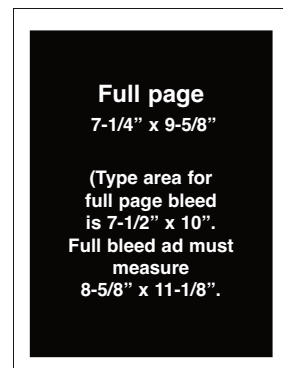 Full page
7-1/4” x 9-5/8”
(Type area for
full page bleed
is 7-1/2” x 10”.
Full bleed ad must
measure
8-5/8” x 11-1/8”.